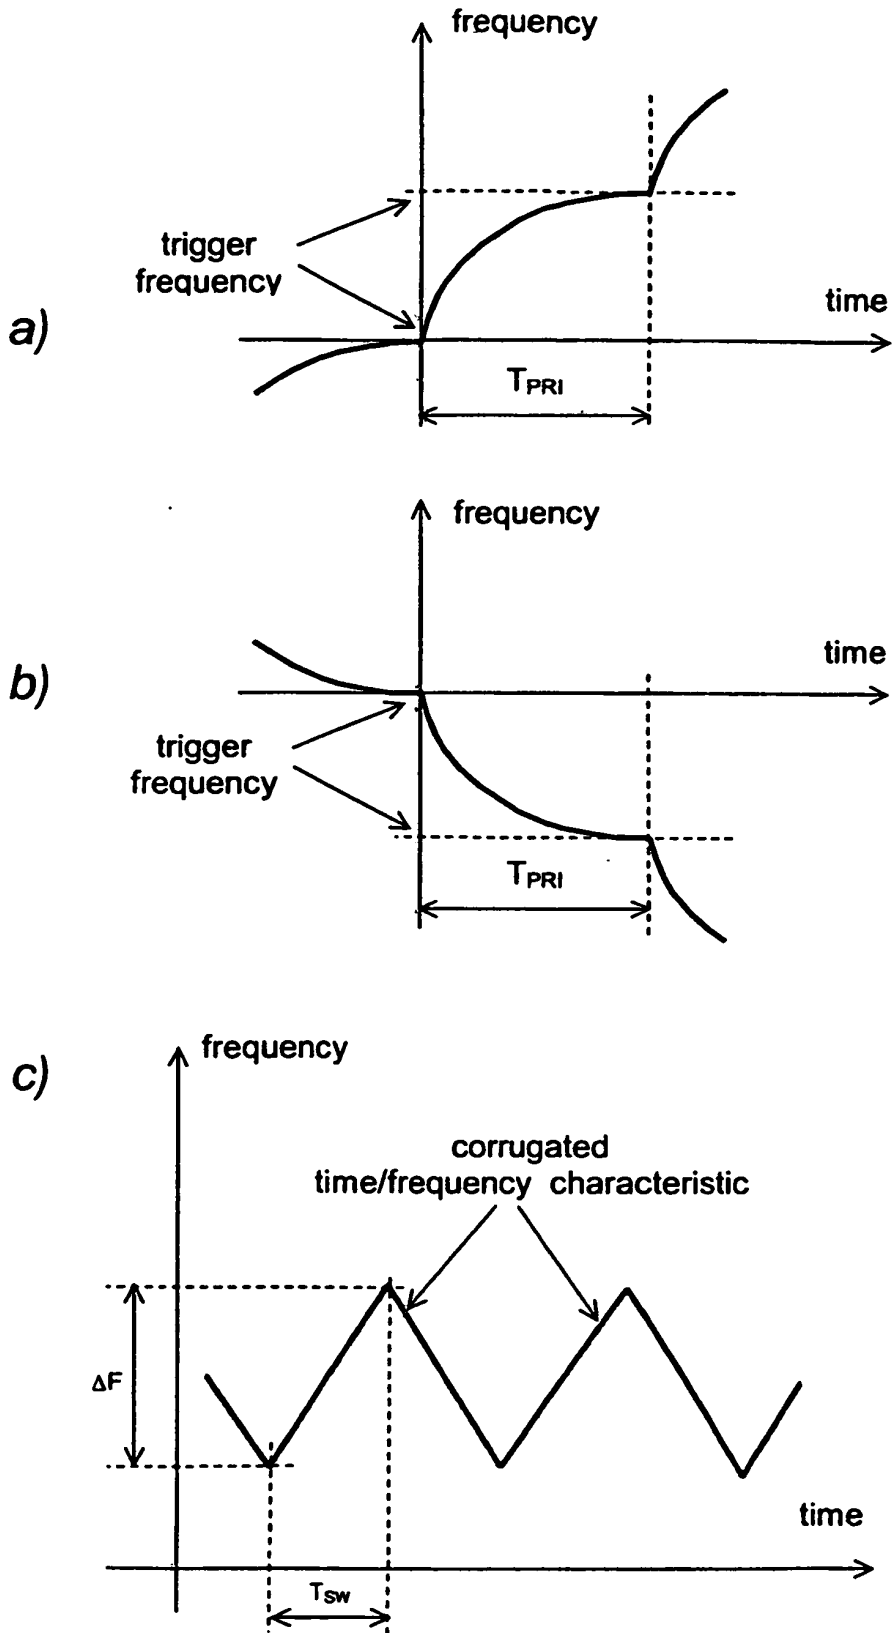 frequency
trigger
frequency
time
a)
TPRI
frequency
time
b)
trigger
frequency
TPRI
frequency
c)
corrugated
time/frequency characteristic
ΔF
time
TSW